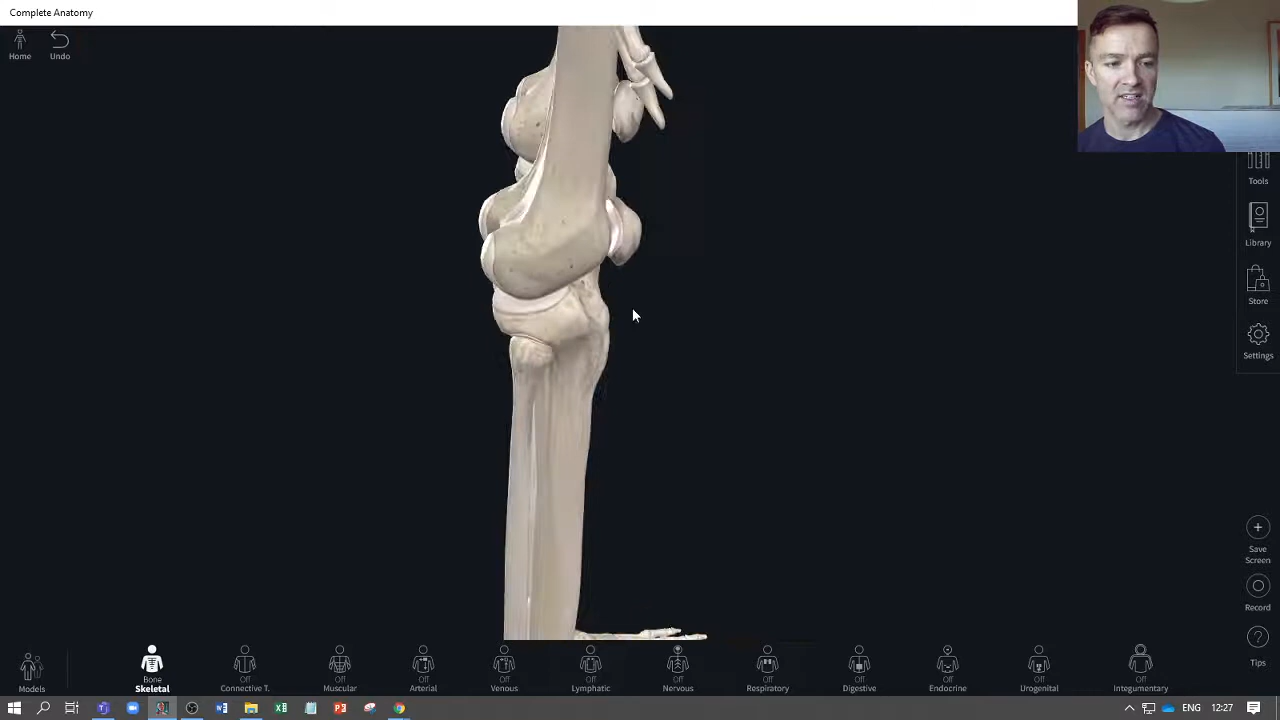 Complete Anatomy
Home
Undo
Tools
Library
Store
Settings
Save
Screen
Record
Tips
Models
Bone
Skeletal
Off
Connective T.
Off
Muscular
Off
Arterial
Off
Venous
Off
Lymphatic
Off
Nervous
Off
Respiratory
Off
Digestive
Off
Endocrine
Off
Urogenital
Off
Integumentary
ENG
12:27